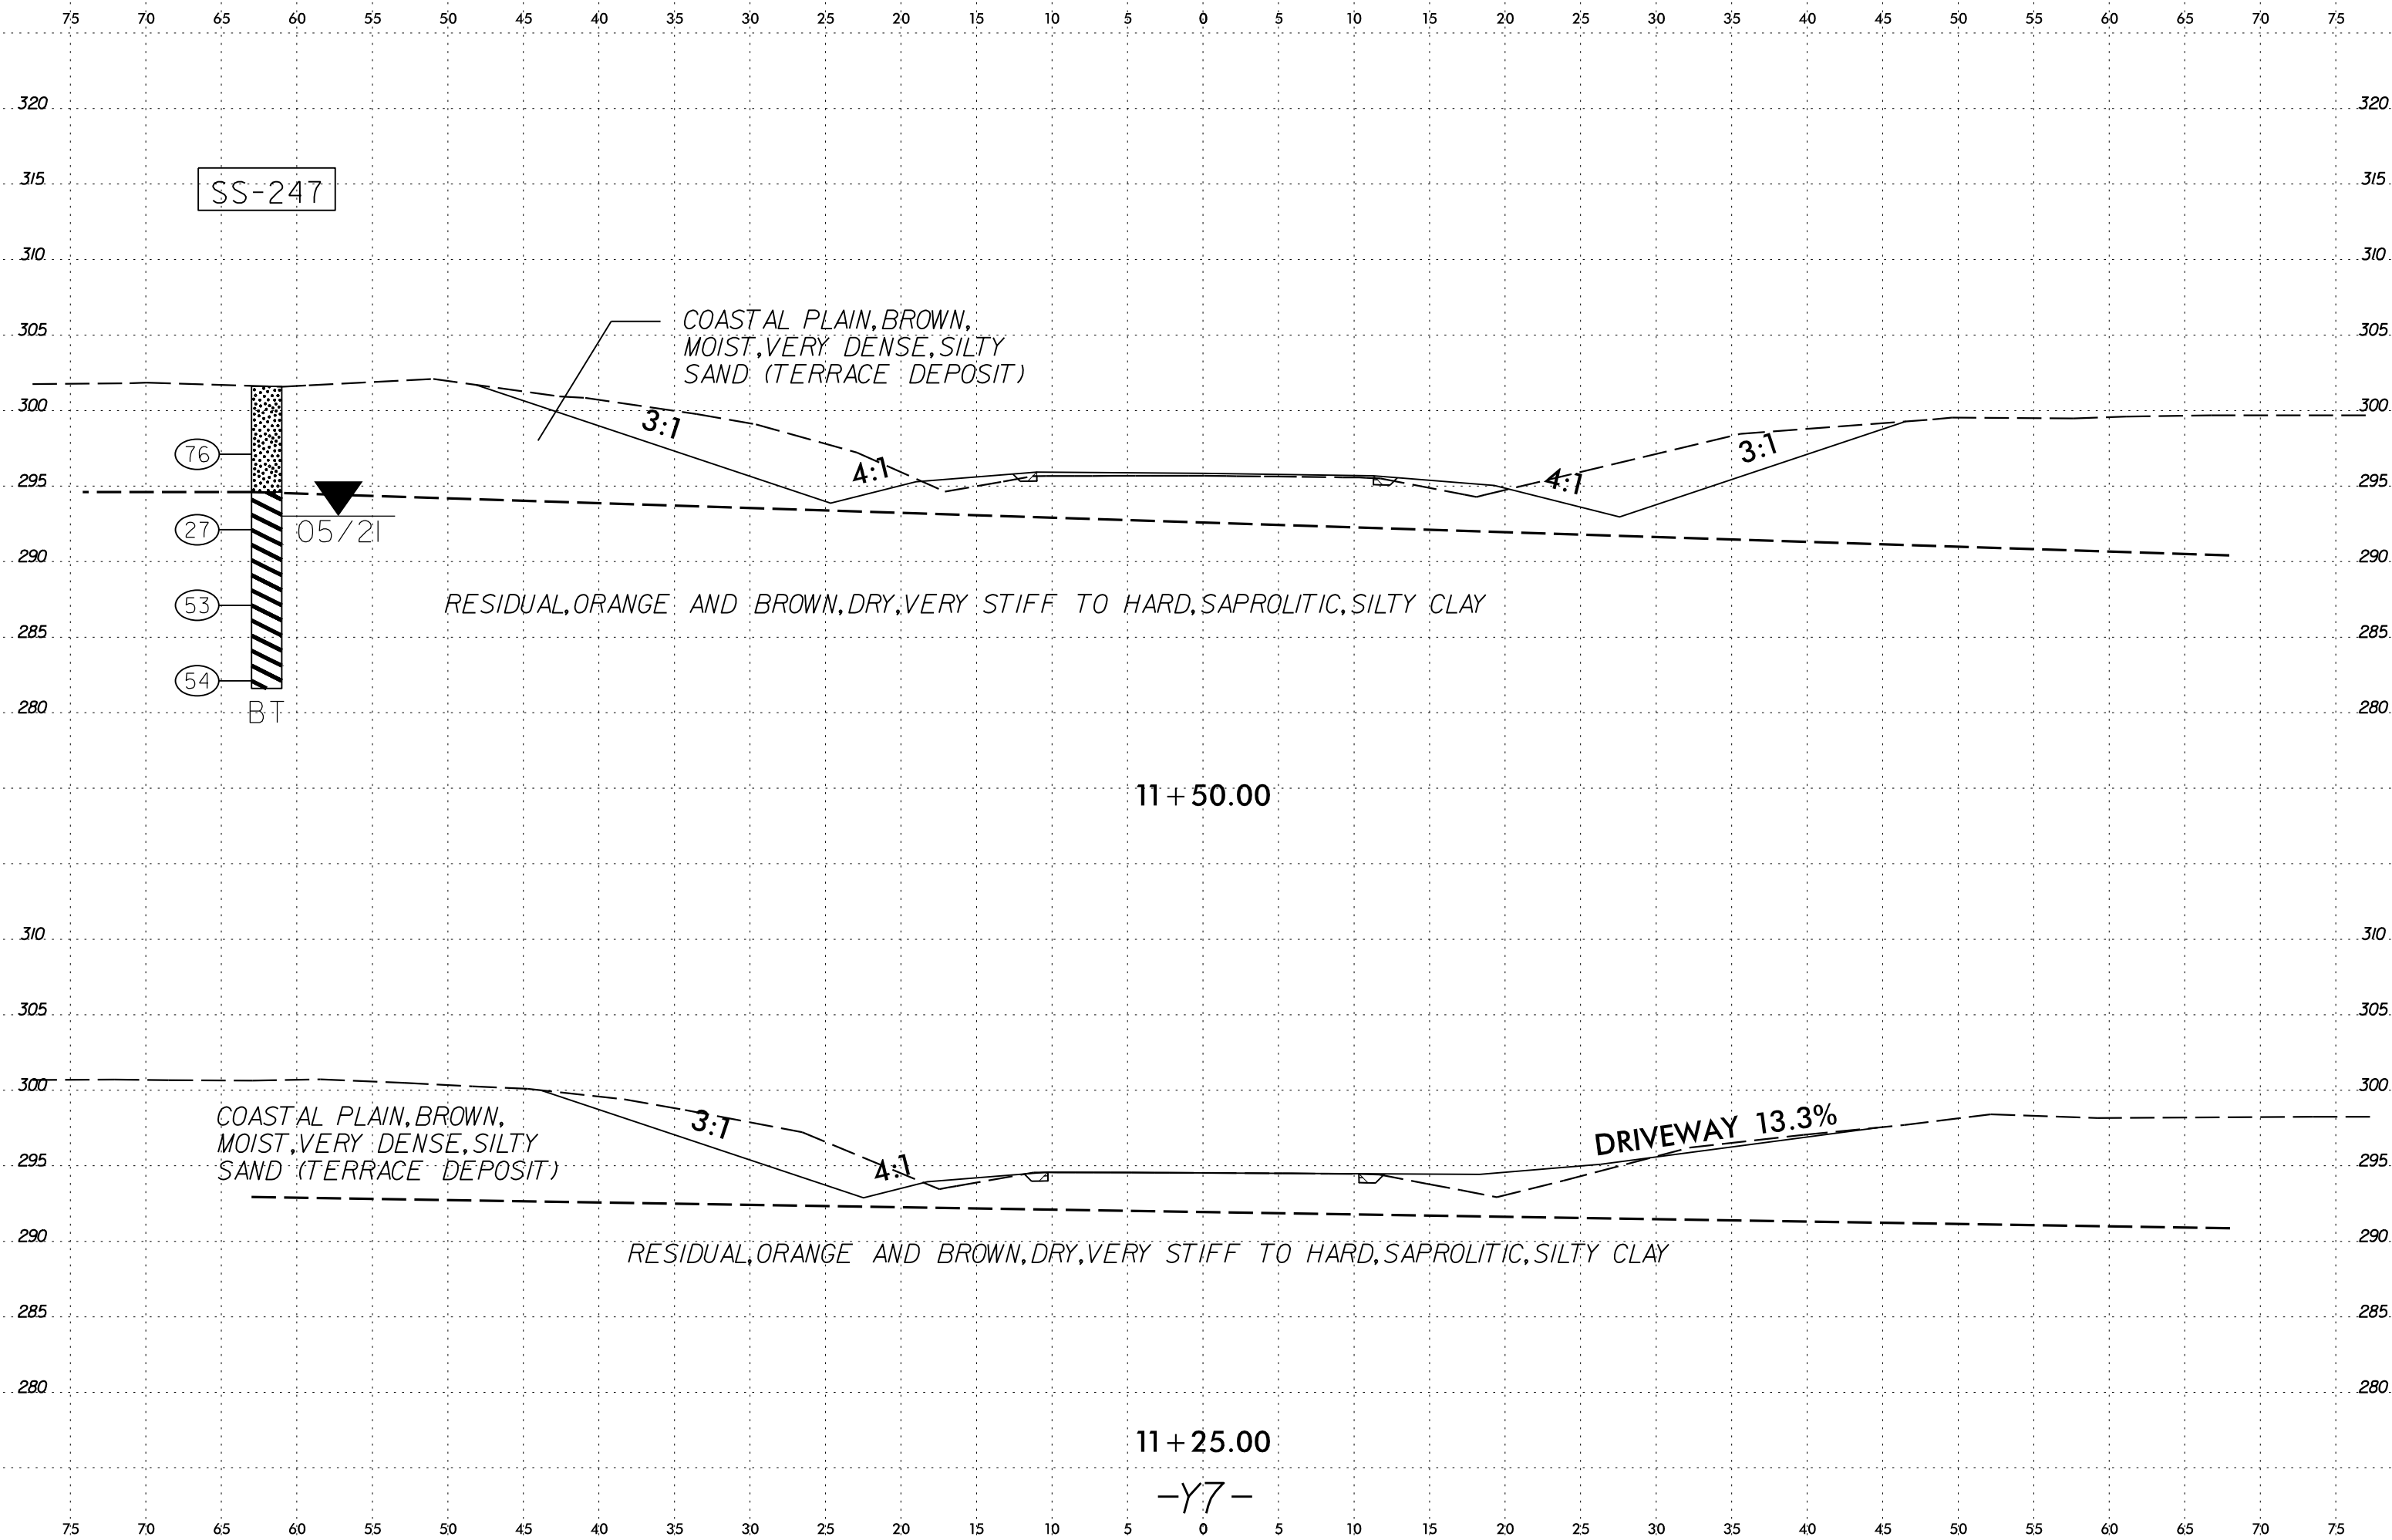 75 70 65 60 55 50 45 40 35 30 25 20 15 10 5 0 5 10 15 20 25 30 35 40 45 50 55 60 65 70 75
320 320
SS-247
315 315
310 310
COASTAL PLAIN, BROWN,
MOIST, VERY DENSE, SILTY
SAND (TERRACE DEPOSIT)
305 305
300 300
3:1 3:1
76
4:1 4:1
295 295
27
05/21
290 290
53
RESIDUAL, ORANGE AND BROWN, DRY, VERY STIFF TO HARD, SAPROLITIC, SILTY CLAY
285 285
54
BT
280 280
11+50.00
310 310
305 305
300 300
COASTAL PLAIN, BROWN,
MOIST, VERY DENSE, SILTY
SAND (TERRACE DEPOSIT)
3:1
DRIVEWAY 13.3%
4:1
295 295
290 290
RESIDUAL, ORANGE AND BROWN, DRY, VERY STIFF TO HARD, SAPROLITIC, SILTY CLAY
285 285
280 280
11+25.00
-Y7-
75 70 65 60 55 50 45 40 35 30 25 20 15 10 5 0 5 10 15 20 25 30 35 40 45 50 55 60 65 70 75